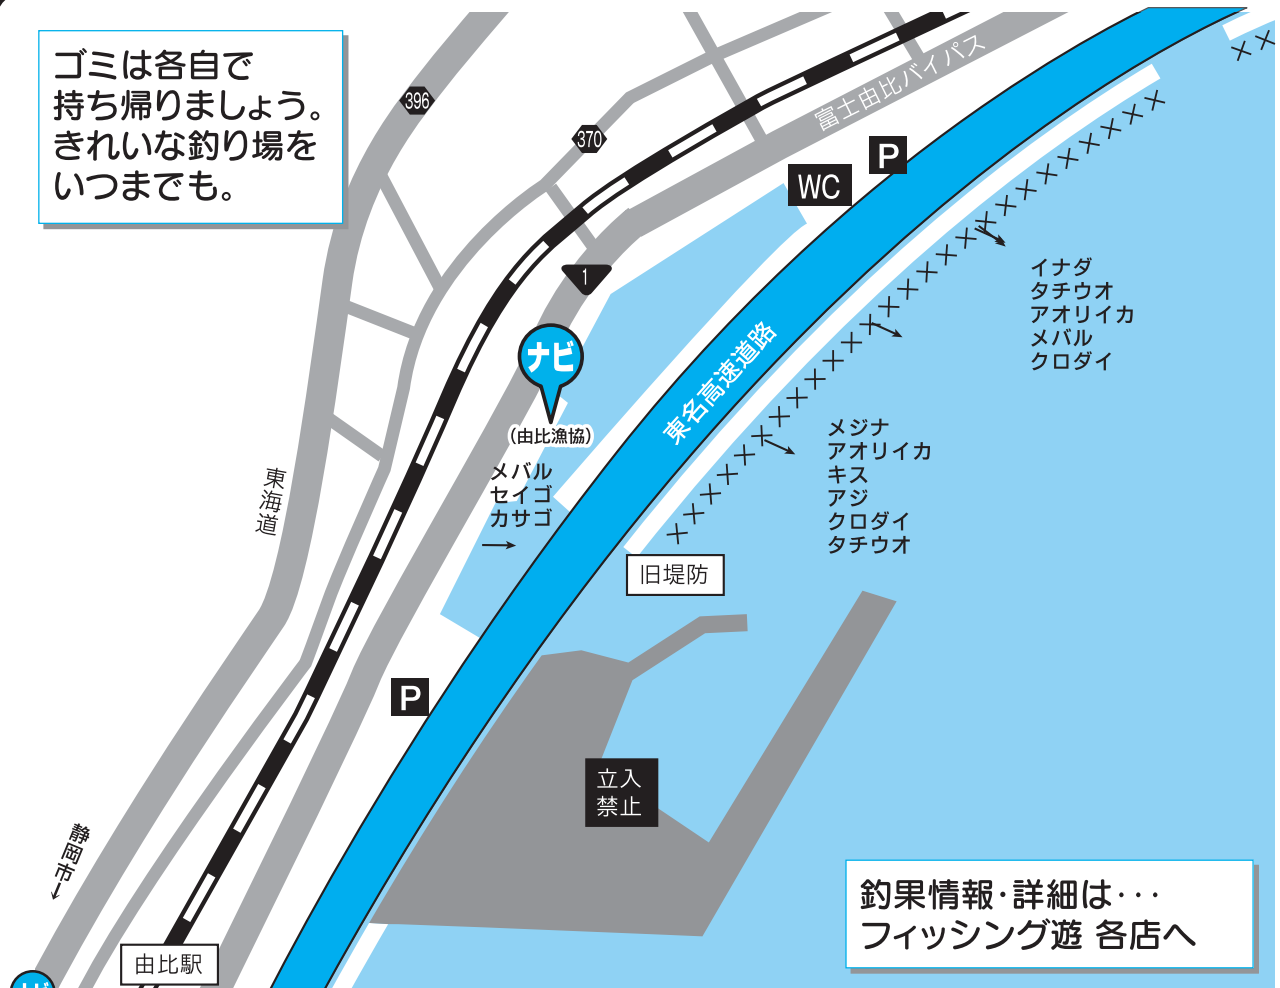 ゴミは各自で
持ち帰りましょう。
きれいな釣り場を
いつまでも。
396
370
富士由比バイパス
P
WC
1
ナビ
(由比漁協)
東名高速道路
イナダ
タチウオ
アオリイカ
メバル
クロダイ
メジナ
アオリイカ
キス
アジ
クロダイ
タチウオ
メバル
セイゴ
カサゴ
東海道
旧堤防
P
立入
禁止
静岡市
釣果情報・詳細は・・・
フィッシング遊 各店へ
由比駅